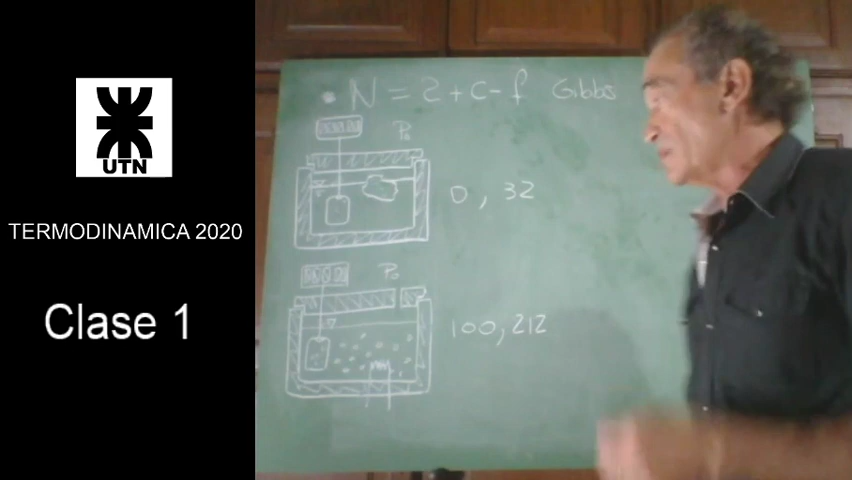 UTN
TERMODINAMICA 2020
Clase 1
N = 2 + C - f Gibbs
P₀
0, 32
P₀
100, 212